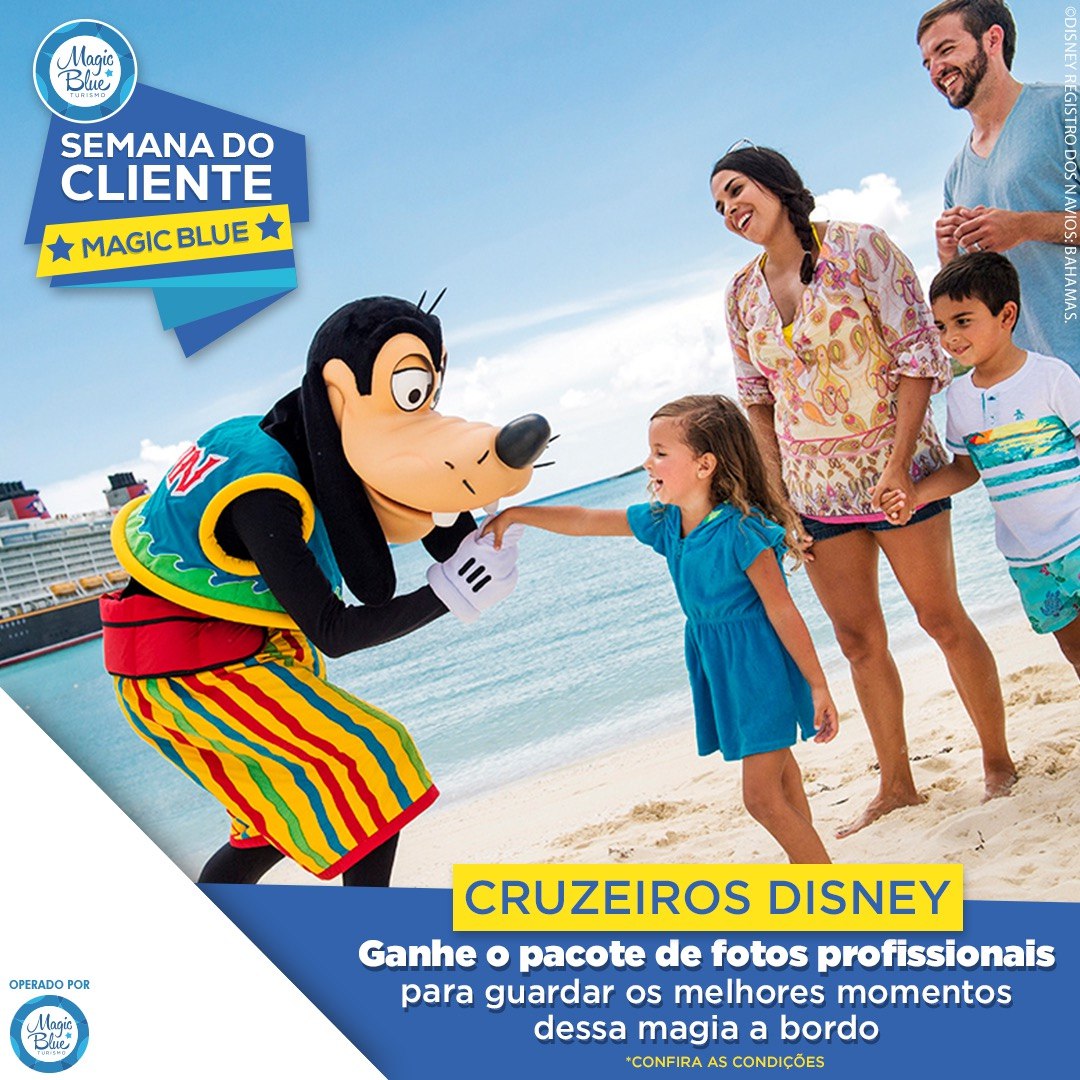 Magic
Blue
TURISMO
SEMANA DO
CLIENTE
MAGIC BLUE
©DISNEY REGISTRO DOS NAVIOS: BAHAMAS.
CRUZEIROS DISNEY
Ganhe o pacote de fotos profissionais
para guardar os melhores momentos
dessa magia a bordo
*CONFIRA AS CONDIÇÕES
OPERADO POR
Magic
Blue
TURISMO